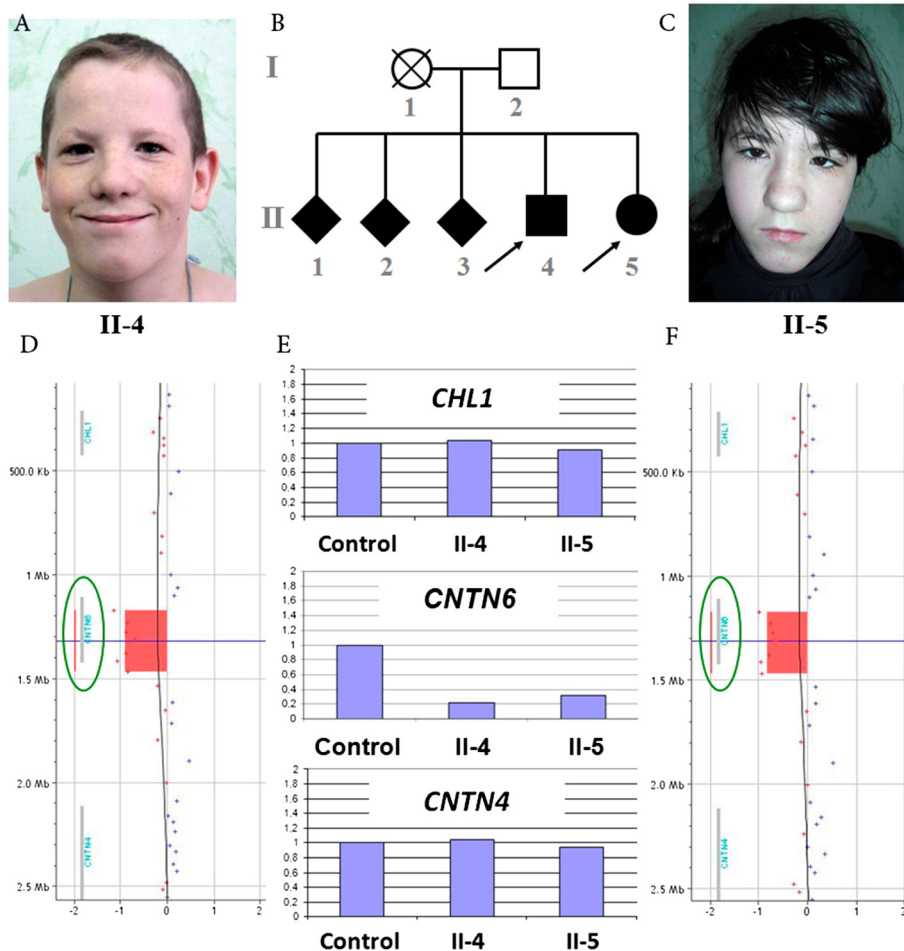 A
B
C
I
1
2
II
1
2
3
4
5
II-4
II-5
D
E
F
CHL1
500.0 Kb
1 Mb
CNTN6
1.5 Mb
2.0 Mb
CNTN4
2.5 Mb
-2 -1 0 1 2
CHL1
2
1,8
1,6
1,4
1,2
1
0,8
0,6
0,4
0,2
0
Control II-4 II-5
CNTN6
2
1,8
1,6
1,4
1,2
1
0,8
0,6
0,4
0,2
0
Control II-4 II-5
CNTN4
2
1,8
1,6
1,4
1,2
1
0,8
0,6
0,4
0,2
0
Control II-4 II-5
CHL1
500.0 Kb
1 Mb
CNTN6
1.5 Mb
2.0 Mb
CNTN4
2.5 Mb
-2 -1 0 1 2